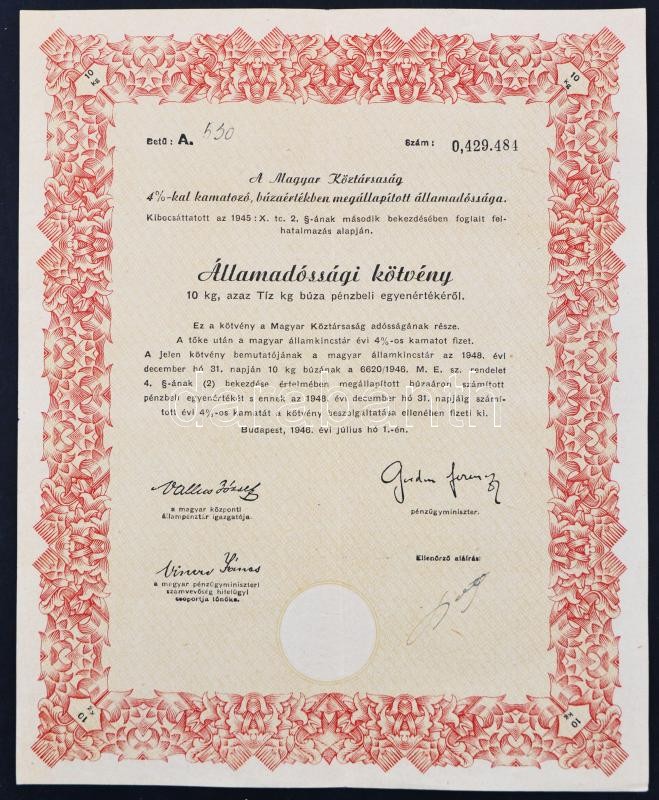 10 kg
10 kg
Betű: A. 530
Szám: 0,429.484
A Magyar Köztársaság
4%-kal kamatozó, búzaértékben megállapított államadóssága.
Kibocsáttatott az 1945: X. tc. 2, §-ának második bekezdésében foglalt fel-
hatalmazás alapján.
Államadóssági kötvény
10 kg, azaz Tíz kg búza pénzbeli egyenértékéről.
Ez a kötvény a Magyar Köztársaság adósságának része.
A tőke után a magyar államkincstár évi 4%-os kamatot fizet.
A jelen kötvény bemutatójának a magyar államkincstár az 1948. évi
december hó 31. napján 10 kg búzának a 6620/1946. M. E. sz. rendelet
4. §-ának (2) bekezdése értelmében megállapított búzaáron számított
pénzbeli egyenértékét s ennek az 1948. évi december hó 31. napjáig számí-
tott évi 4%-os kamatát a kötvény beszolgáltatása ellenében fizeti ki.
Budapest, 1946. évi július hó 1.-én.
darabanth.com
József
a magyar központi
állampénztár igazgatója.
Gordon Ferenc
pénzügyminiszter.
János
a magyar pénzügyminiszteri
számvevőség hitelügyi
csoportja főnöke.
Ellenőrző aláírás:
10 kg
10 kg